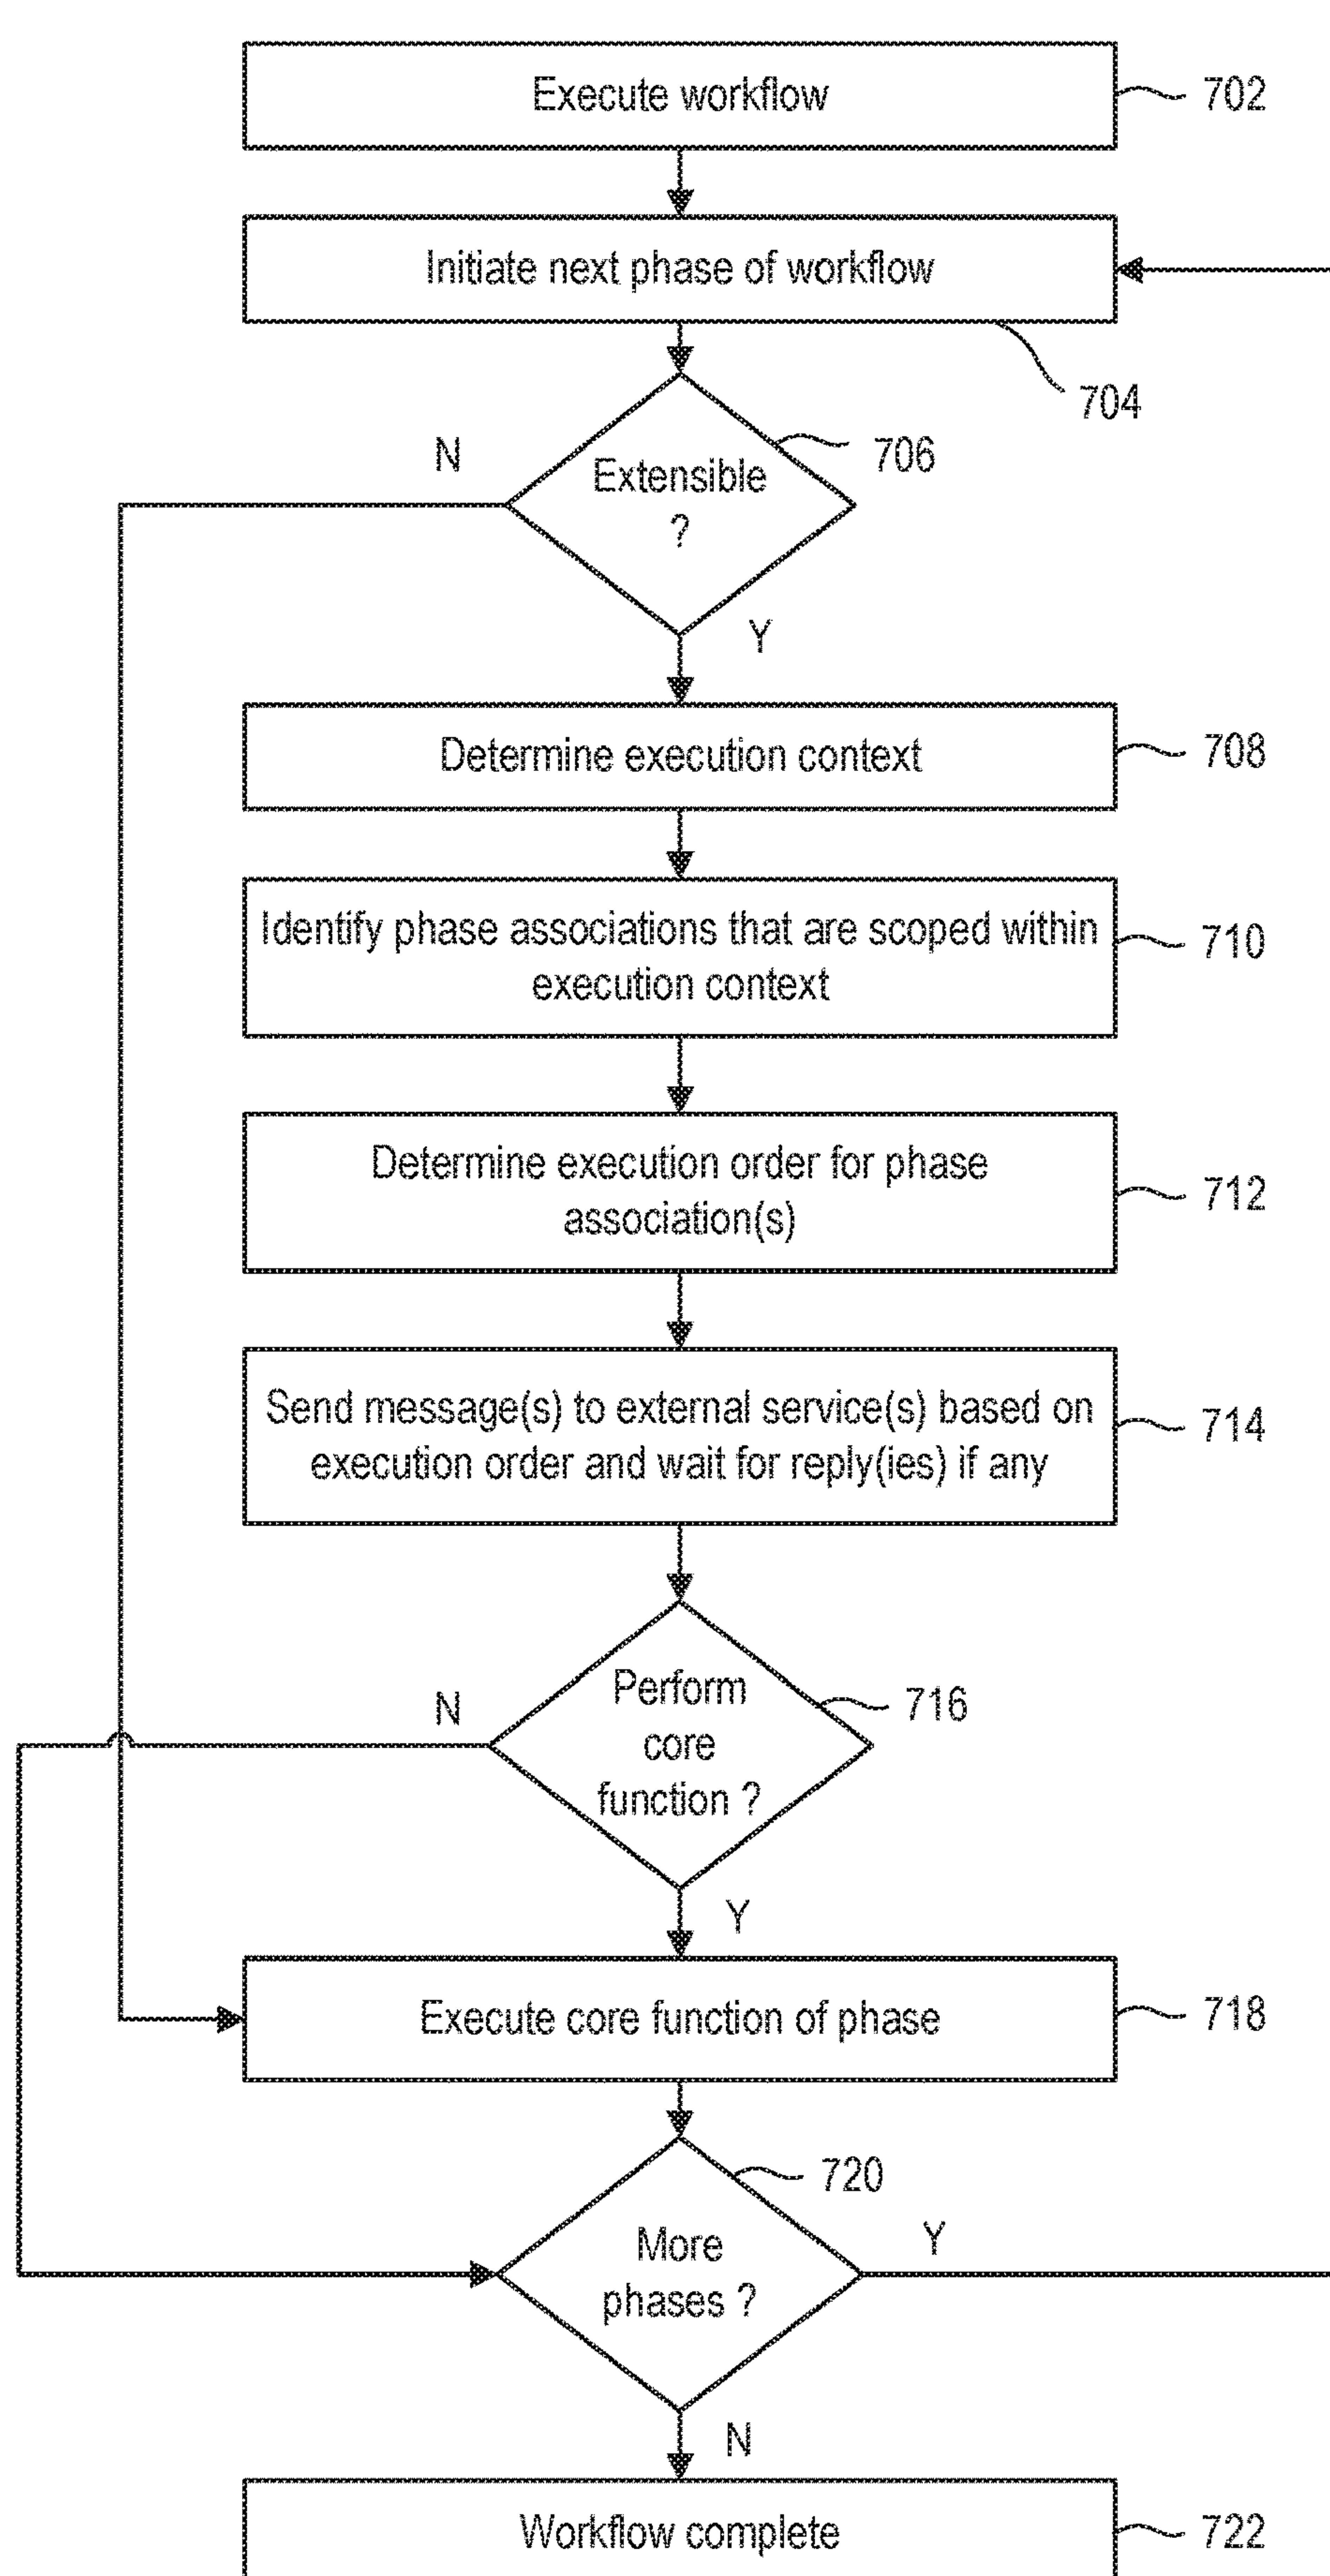 Execute workflow
702
Initiate next phase of workflow
704
N
706
Extensible
?
Y
Determine execution context
708
Identify phase associations that are scoped within
execution context
710
Determine execution order for phase
association(s)
712
Send message(s) to external service(s) based on
execution order and wait for reply(ies) if any
714
N
716
Perform
core
function ?
Y
Execute core function of phase
718
720
More
phases ?
Y
N
Workflow complete
722